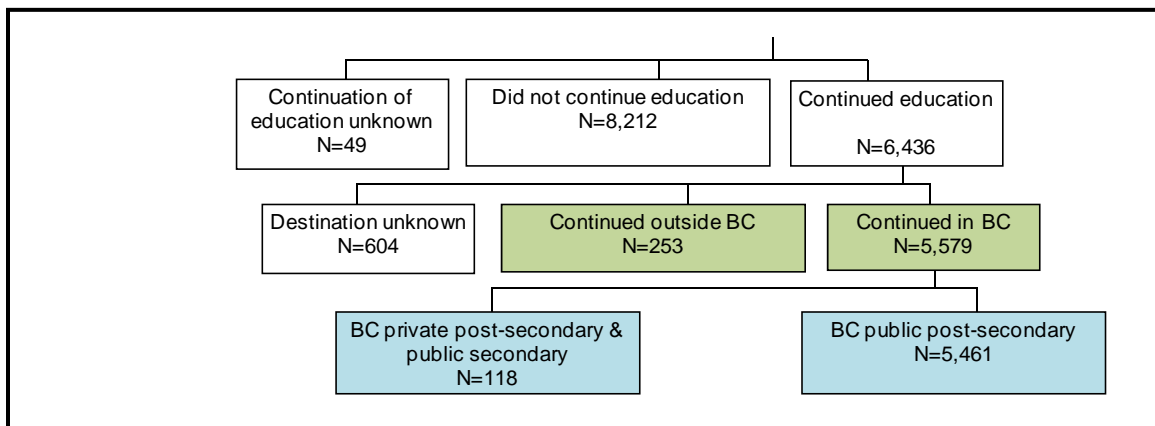 Continuation of
education unknown
N=49
Did not continue education
N=8,212
Continued education
N=6,436
Destination unknown
N=604
Continued outside BC
N=253
Continued in BC
N=5,579
BC private post-secondary &
public secondary
N=118
BC public post-secondary
N=5,461